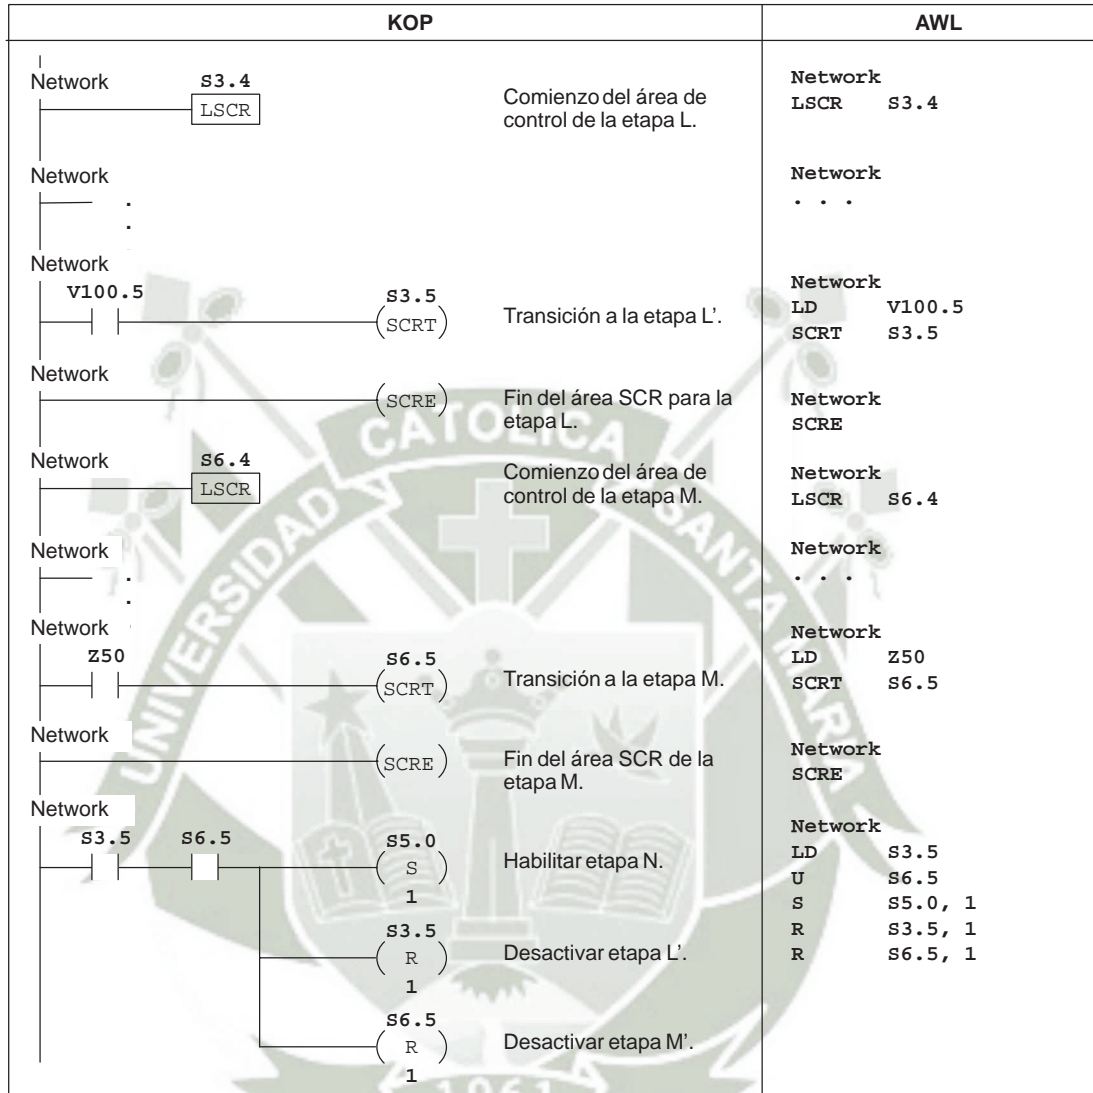 KOP
AWL
Network
S3.4
LSCR
Comienzo del área de
control de la etapa L.
Network
LSCR S3.4
Network
.
.
Network
. . .
Network
V100.5
S3.5
SCRT
Transición a la etapa L’.
Network
LD V100.5
SCRT S3.5
Network
SCRE
Fin del área SCR para la
etapa L.
Network
SCRE
Network
S6.4
LSCR
Comienzo del área de
control de la etapa M.
Network
LSCR S6.4
Network
.
.
Network
. . .
Network
Z50
S6.5
SCRT
Transición a la etapa M.
Network
LD Z50
SCRT S6.5
Network
SCRE
Fin del área SCR de la
etapa M.
Network
SCRE
Network
S3.5 S6.5
S5.0
S
1
Habilitar etapa N.
S3.5
R
1
Desactivar etapa L’.
S6.5
R
1
Desactivar etapa M’.
Network
LD S3.5
U S6.5
S S5.0, 1
R S3.5, 1
R S6.5, 1
UNIVERSIDAD CATOLICA SANTA MARIA
1961